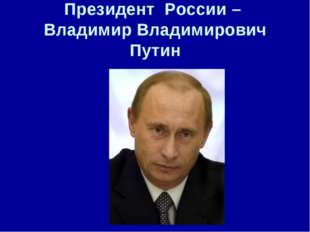 Президент России –
Владимир Владимирович
Путин